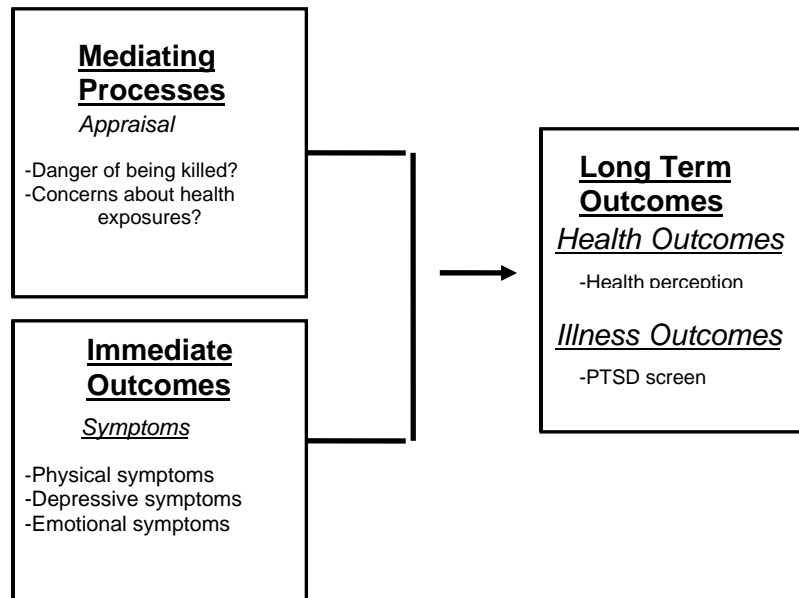 Mediating
Processes
Appraisal
-Danger of being killed?
-Concerns about health
exposures?
Immediate
Outcomes
Symptoms
-Physical symptoms
-Depressive symptoms
-Emotional symptoms
Long Term
Outcomes
Health Outcomes
-Health perception
Illness Outcomes
-PTSD screen